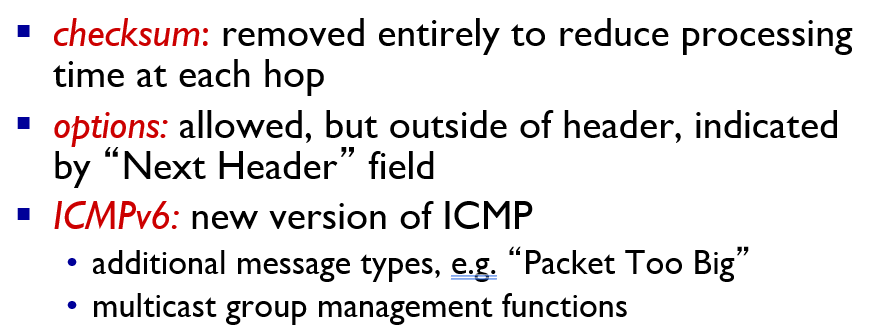 ▪ checksum: removed entirely to reduce processing
time at each hop
▪ options: allowed, but outside of header, indicated
by “Next Header” field
▪ ICMPv6: new version of ICMP
• additional message types, e.g. “Packet Too Big”
• multicast group management functions